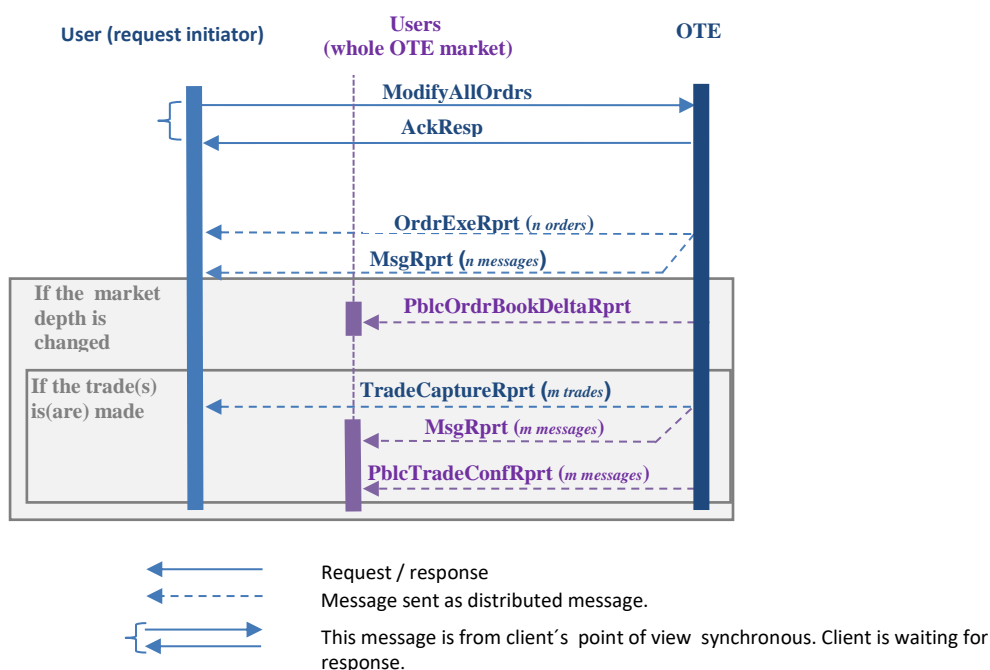 User (request initiator)
Users
(whole OTE market)
OTE
ModifyAllOrdrs
AckResp
OrdrExeRprt (n orders)
MsgRprt (n messages)
If the market
depth is
changed
PblcOrdrBookDeltaRprt
If the trade(s)
is(are) made
TradeCaptureRprt (m trades)
MsgRprt (m messages)
PblcTradeConfRprt (m messages)
Request / response
Message sent as distributed message.
This message is from client´s point of view synchronous. Client is waiting for
response.